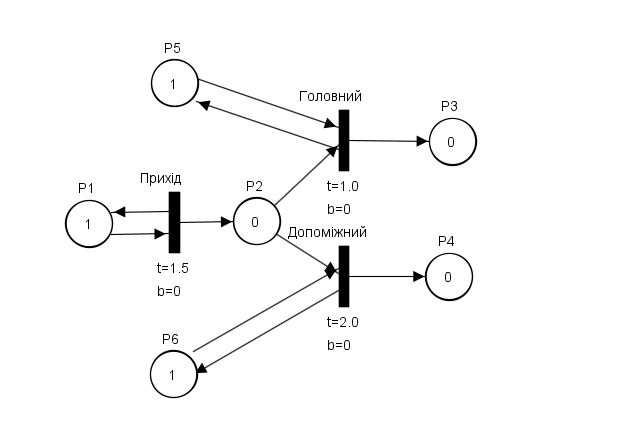 P5
1
Головний
P3
0
t=1.0
b=0
Прихід
P1
1
t=1.5
b=0
P2
0
Допоміжний
P4
0
t=2.0
b=0
P6
1